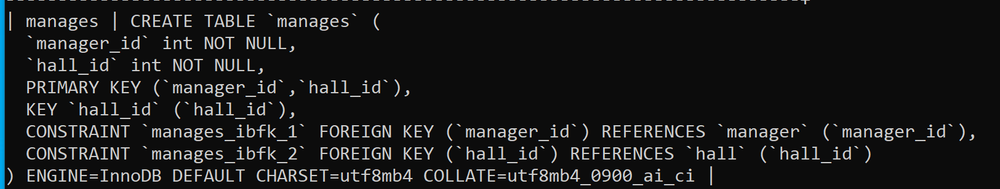 | manages | CREATE TABLE `manages` (
  `manager_id` int NOT NULL,
  `hall_id` int NOT NULL,
  PRIMARY KEY (`manager_id`,`hall_id`),
  KEY `hall_id` (`hall_id`),
  CONSTRAINT `manages_ibfk_1` FOREIGN KEY (`manager_id`) REFERENCES `manager` (`manager_id`),
  CONSTRAINT `manages_ibfk_2` FOREIGN KEY (`hall_id`) REFERENCES `hall` (`hall_id`)
) ENGINE=InnoDB DEFAULT CHARSET=utf8mb4 COLLATE=utf8mb4_0900_ai_ci |